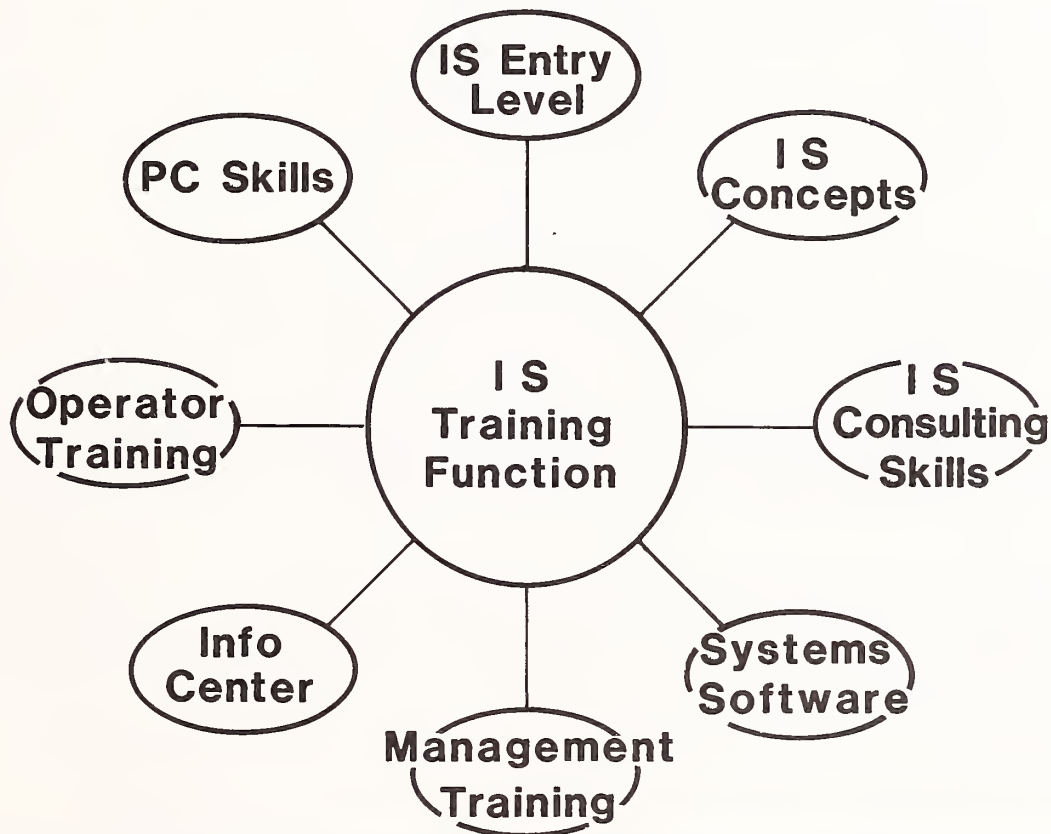 IS Entry
Level
PC Skills
I S
Concepts
Operator
Training
I S
Training
Function
I S
Consulting
Skills
Info
Center
Systems
Software
Management
Training